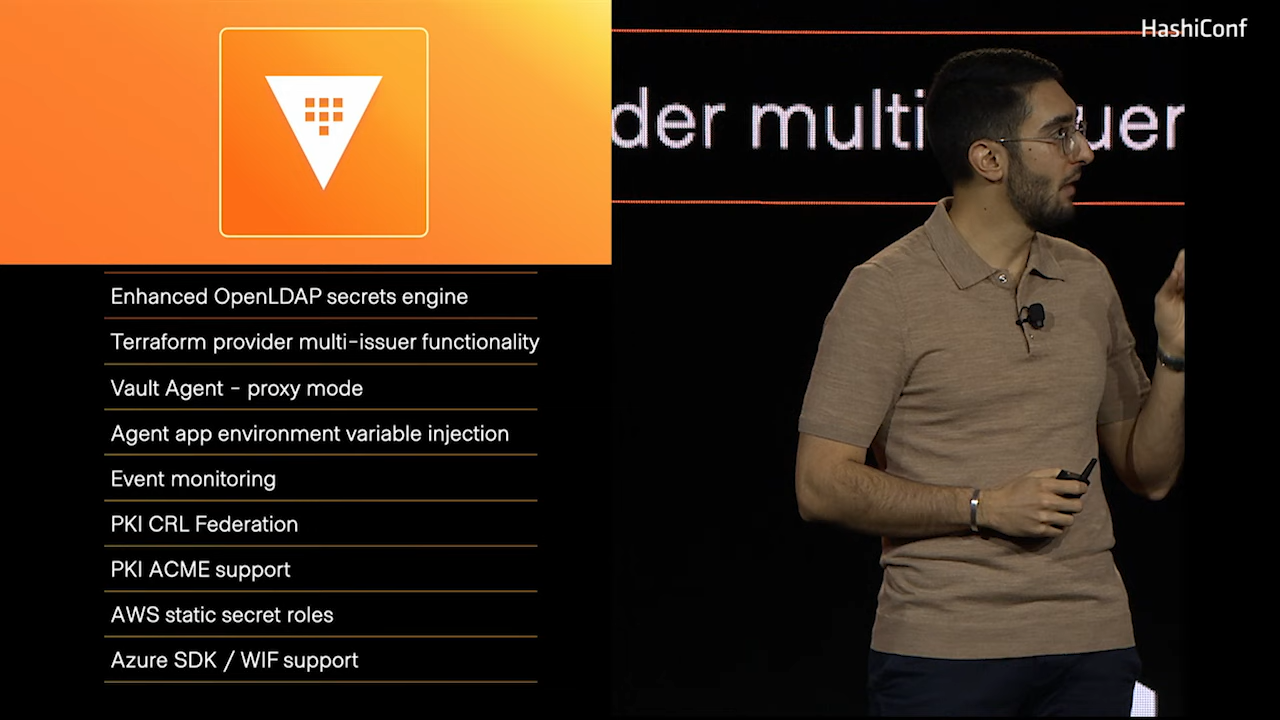 HashiConf
der multi uer
Enhanced OpenLDAP secrets engine
Terraform provider multi-issuer functionality
Vault Agent - proxy mode
Agent app environment variable injection
Event monitoring
PKI CRL Federation
PKI ACME support
AWS static secret roles
Azure SDK / WIF support